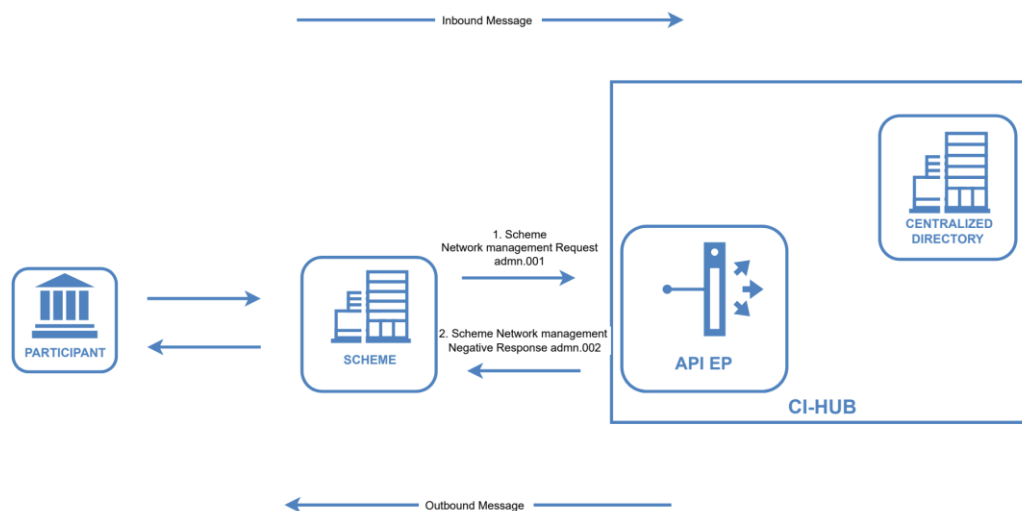 Inbound Message
CENTRALIZED
DIRECTORY
1. Scheme
Network management Request
admn.001
PARTICIPANT
SCHEME
2. Scheme Network management
Negative Response admn.002
API EP
CI-HUB
Outbound Message